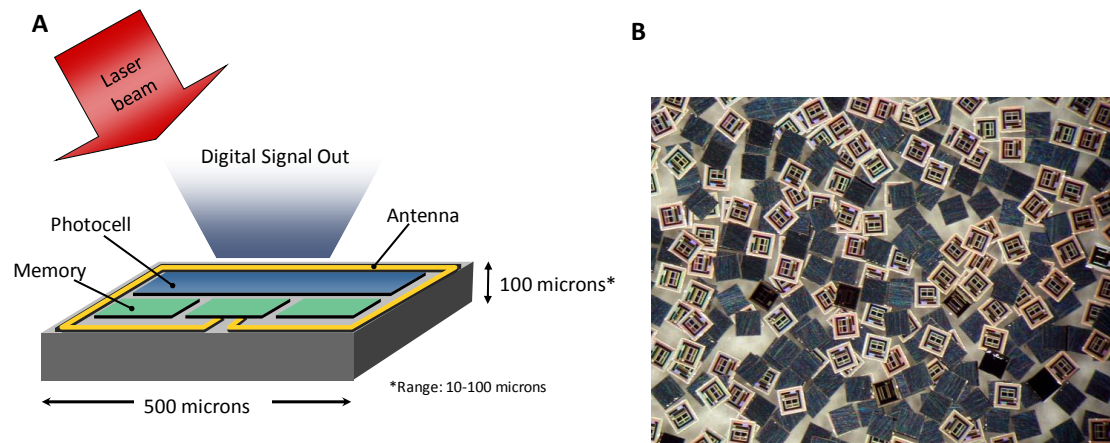 A
B
Laser
beam
Digital Signal Out
Photocell
Antenna
Memory
100 microns*
*Range: 10-100 microns
500 microns